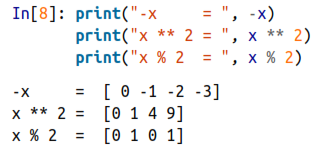 In[8]: print("-x     = ", -x)
       print("x ** 2 = ", x ** 2)
       print("x % 2  = ", x % 2)
-x     =  [ 0 -1 -2 -3]
x ** 2 =  [0 1 4 9]
x % 2  =  [0 1 0 1]